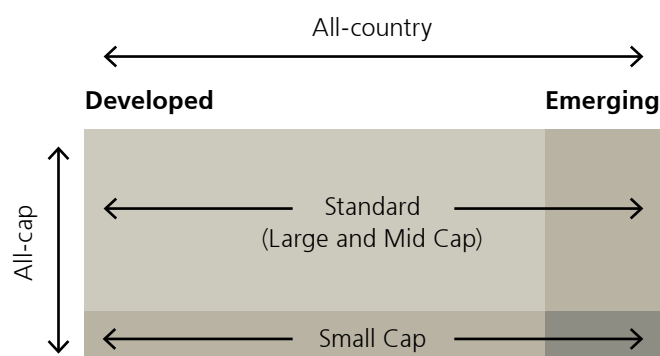 All-country
Developed Emerging
All-cap
Standard
(Large and Mid Cap)
Small Cap